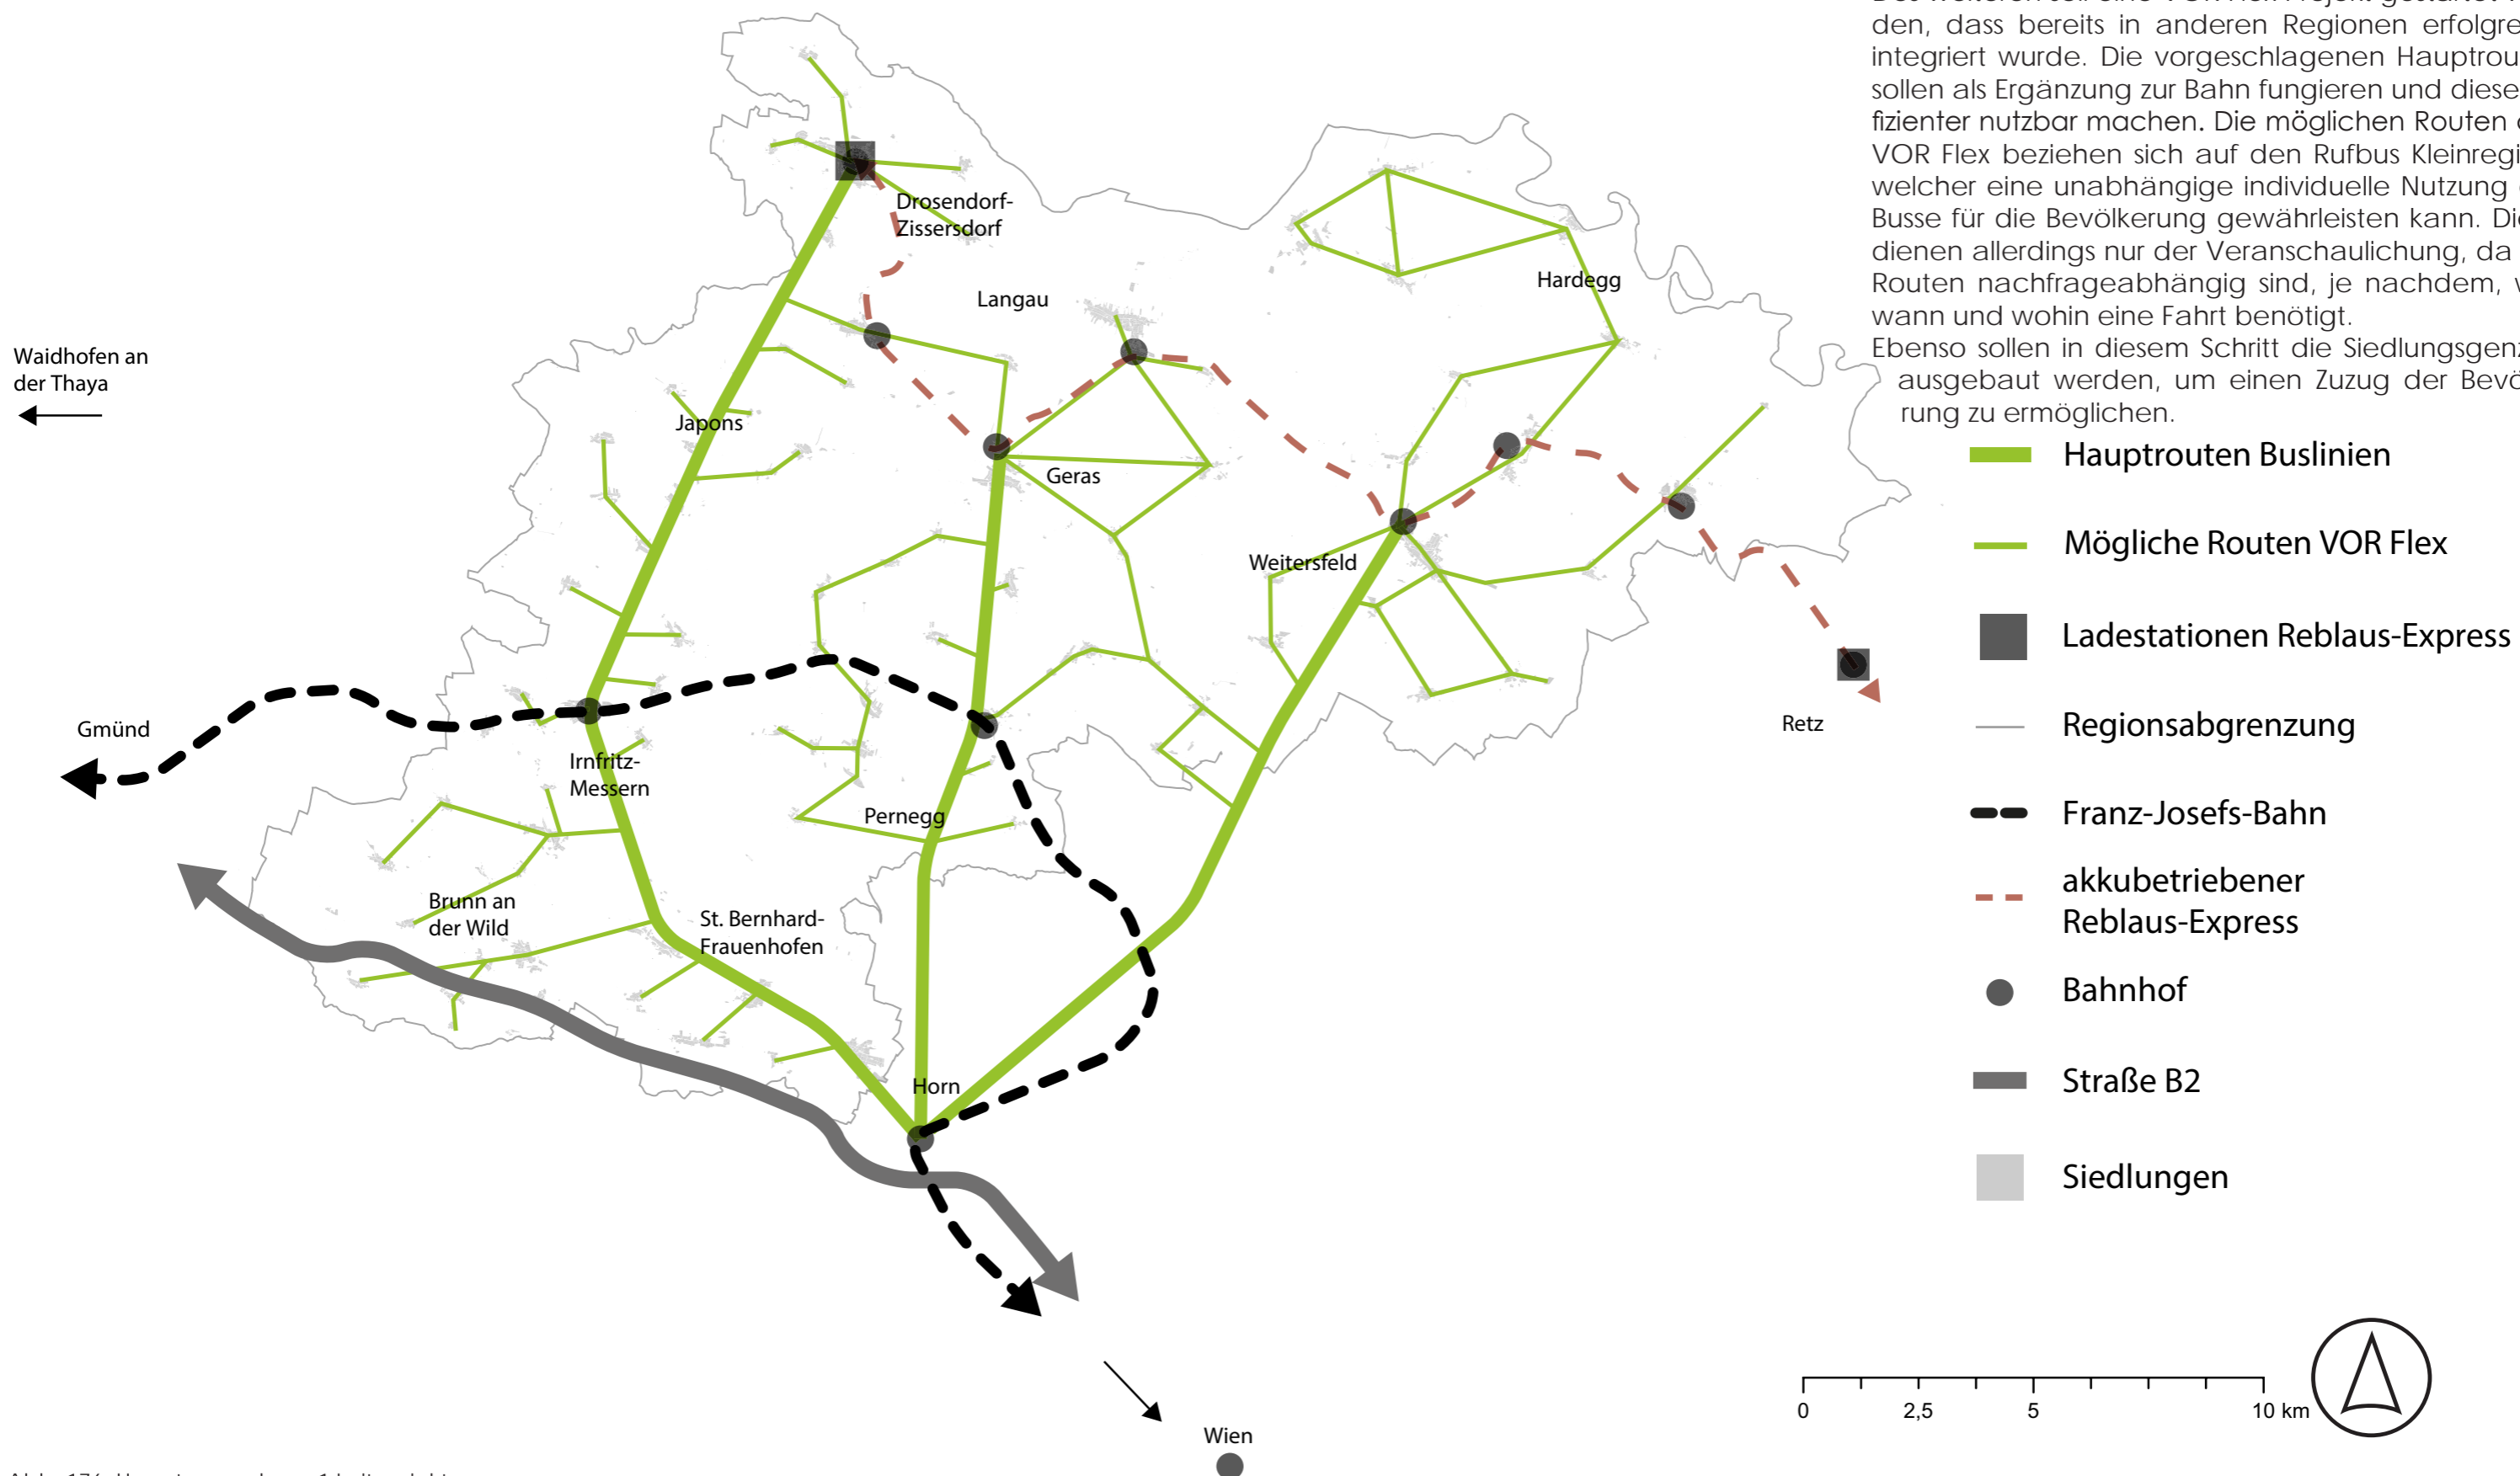 den, dass bereits in anderen Regionen
integriert wurde. Die vorgeschlagenen
sollen als Ergänzung zur Bahn fungieren und diese
fizienter nutzbar machen. Die möglichen Routen
VOR Flex beziehen sich auf den Rufbus
welcher eine unabhängige individuelle Nutzung
Busse für die Bevölkerung gewährleisten kann.
dienen allerdings nur der Veranschaulichung, da
Routen nachfrageabhängig sind, je nachdem,
wann und wohin eine Fahrt benötigt.
Ebenso sollen in diesem Schritt die
ausgebaut werden, um einen Zuzug der
rung zu ermöglichen.
Drosendorf-
Zissersdorf
Langau
Hardegg
Waidhofen an
der Thaya
Japons
Geras
Weitersfeld
Gmünd
Irnfritz-
Messern
Pernegg
Retz
Brunn an
der Wild
St. Bernhard-
Frauenhofen
Horn
Wien
Hauptrouten Buslinien
Mögliche Routen VOR Flex
Ladestationen Reblaus-Express
Regionsabgrenzung
Franz-Josefs-Bahn
akkubetriebener
Reblaus-Express
Bahnhof
Straße B2
Siedlungen
0 2,5 5 10 km